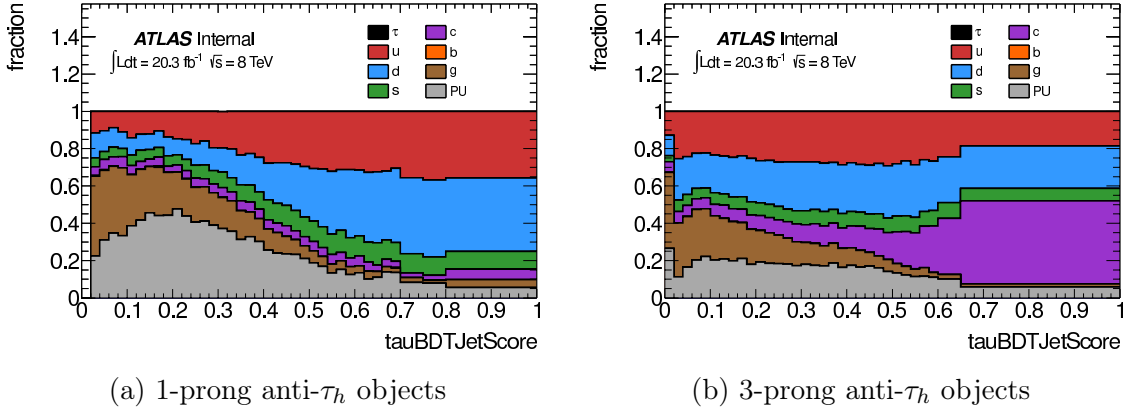 fraction
1.4
1.2
1
0.8
0.6
0.4
0.2
0
ATLAS Internal
∫Ldt = 20.3 fb⁻¹ √s = 8 TeV
τ c
u b
d g
s PU
0 0.1 0.2 0.3 0.4 0.5 0.6 0.7 0.8 0.9 1
tauBDTJetScore
(a) 1-prong anti-τₕ objects
fraction
1.4
1.2
1
0.8
0.6
0.4
0.2
0
ATLAS Internal
∫Ldt = 20.3 fb⁻¹ √s = 8 TeV
τ c
u b
d g
s PU
0 0.1 0.2 0.3 0.4 0.5 0.6 0.7 0.8 0.9 1
tauBDTJetScore
(b) 3-prong anti-τₕ objects